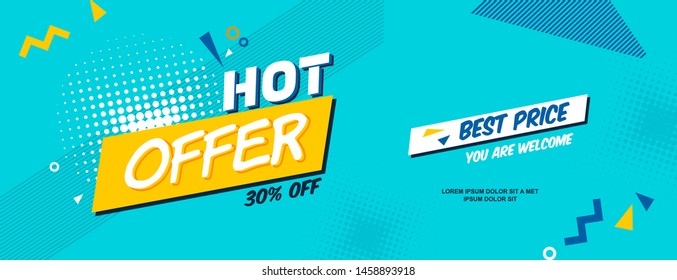 HOT
OFFER
30% OFF
BEST PRICE
YOU ARE WELCOME
LOREM IPSUM DOLOR SIT A MET
IPSUM DOLOR SIT
shutterstock.com · 1458893918